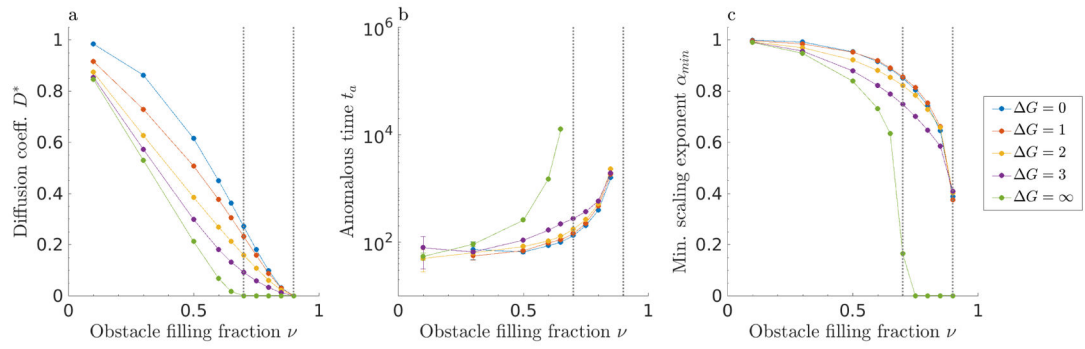 a
Diffusion coeff. D*
1
0.8
0.6
0.4
0.2
0
0
0.5
1
Obstacle filling fraction ν
b
Anomalous time t_a
10^6
10^4
10^2
0
0.5
1
Obstacle filling fraction ν
c
Min. scaling exponent α_min
1
0.8
0.6
0.4
0.2
0
0
0.5
1
Obstacle filling fraction ν
ΔG = 0
ΔG = 1
ΔG = 2
ΔG = 3
ΔG = ∞